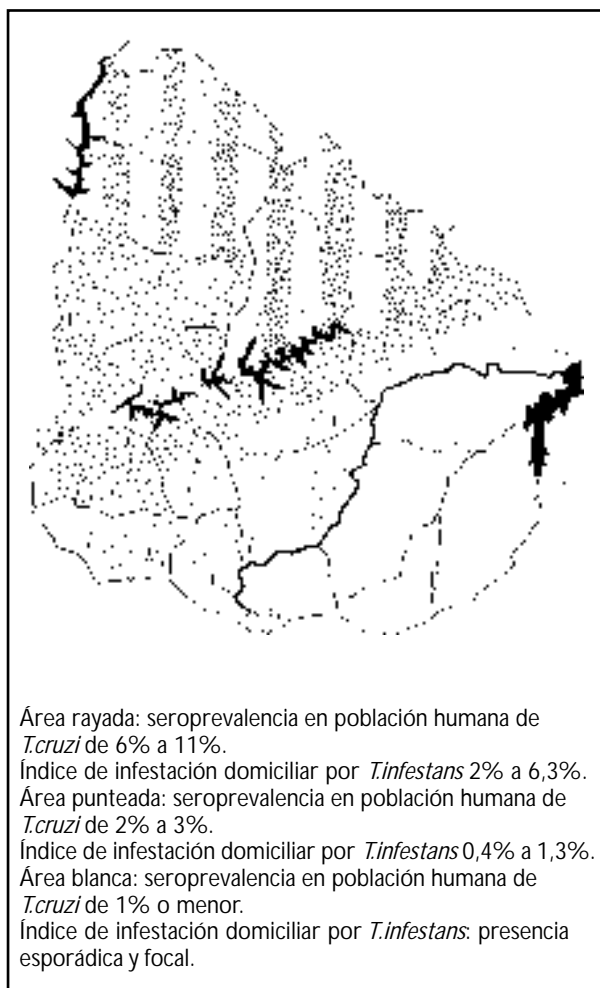 Área rayada: seroprevalencia en población humana de
T.cruzi de 6% a 11%.
Índice de infestación domiciliar por T.infestans 2% a 6,3%.
Área punteada: seroprevalencia en población humana de
T.cruzi de 2% a 3%.
Índice de infestación domiciliar por T.infestans 0,4% a 1,3%.
Área blanca: seroprevalencia en población humana de
T.cruzi de 1% o menor.
Índice de infestación domiciliar por T.infestans: presencia
esporádica y focal.